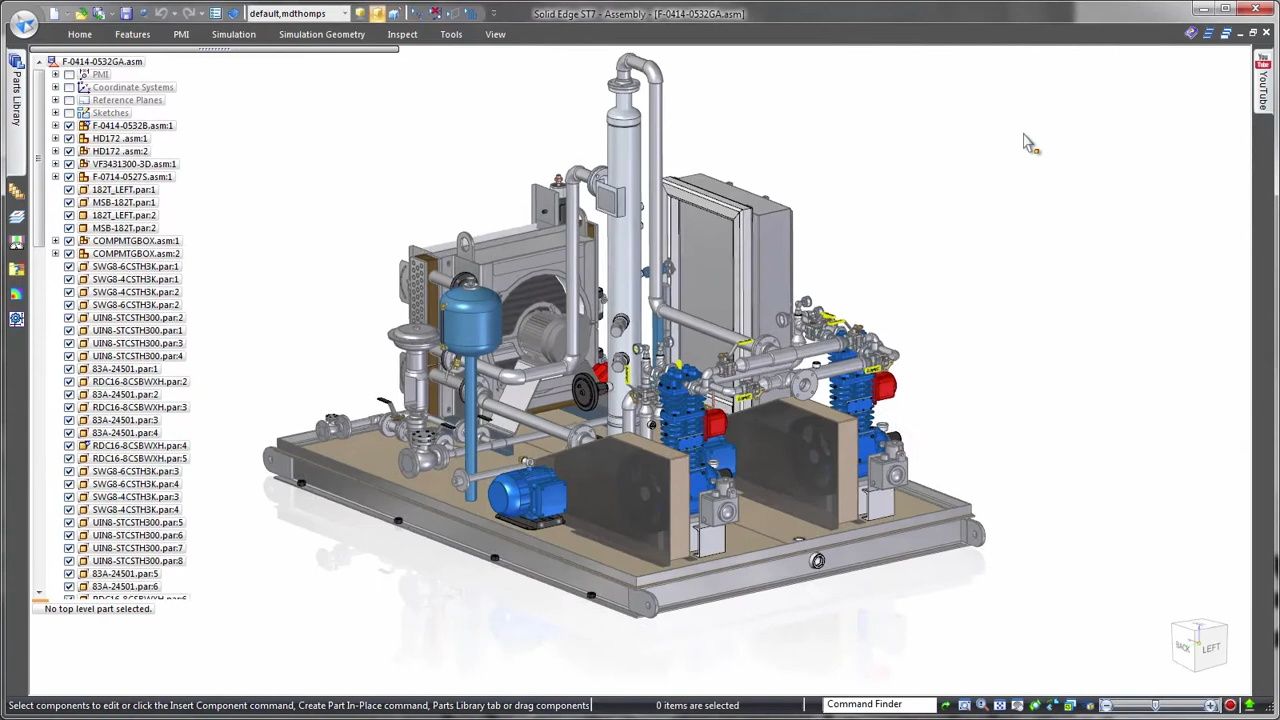 default,mdthomps
Solid Edge ST7 - Assembly - [F-0414-0532GA.asm]
Home Features PMI Simulation Simulation Geometry Inspect Tools View
Parts Library
YouTube
F-0414-0532GA.asm
PMI
Coordinate Systems
Reference Planes
Sketches
F-0414-0532B.asm:1
HD172 .asm:1
HD172 .asm:2
VF3431300-3D.asm:1
F-0714-0527S.asm:1
182T_LEFT.par:1
MSB-182T.par:1
182T_LEFT.par:2
MSB-182T.par:2
COMPMTGBOX.asm:1
COMPMTGBOX.asm:2
SWG8-6CSTH3K.par:1
SWG8-4CSTH3K.par:1
SWG8-4CSTH3K.par:2
SWG8-6CSTH3K.par:2
UIN8-STCSTH300.par:2
UIN8-STCSTH300.par:1
UIN8-STCSTH300.par:3
UIN8-STCSTH300.par:4
83A-24501.par:1
RDC16-8CSBWXH.par:2
83A-24501.par:2
RDC16-8CSBWXH.par:3
83A-24501.par:3
83A-24501.par:4
RDC16-8CSBWXH.par:4
RDC16-8CSBWXH.par:5
SWG8-6CSTH3K.par:3
SWG8-6CSTH3K.par:4
SWG8-4CSTH3K.par:3
SWG8-4CSTH3K.par:4
UIN8-STCSTH300.par:5
UIN8-STCSTH300.par:6
UIN8-STCSTH300.par:7
UIN8-STCSTH300.par:8
83A-24501.par:5
83A-24501.par:6
RDC16-8CSBWXH.par:6
No top level part selected.
BACK LEFT
Select components to edit or click the Insert Component command, Create Part In-Place command, Parts Library tab or drag components
0 items are selected
Command Finder